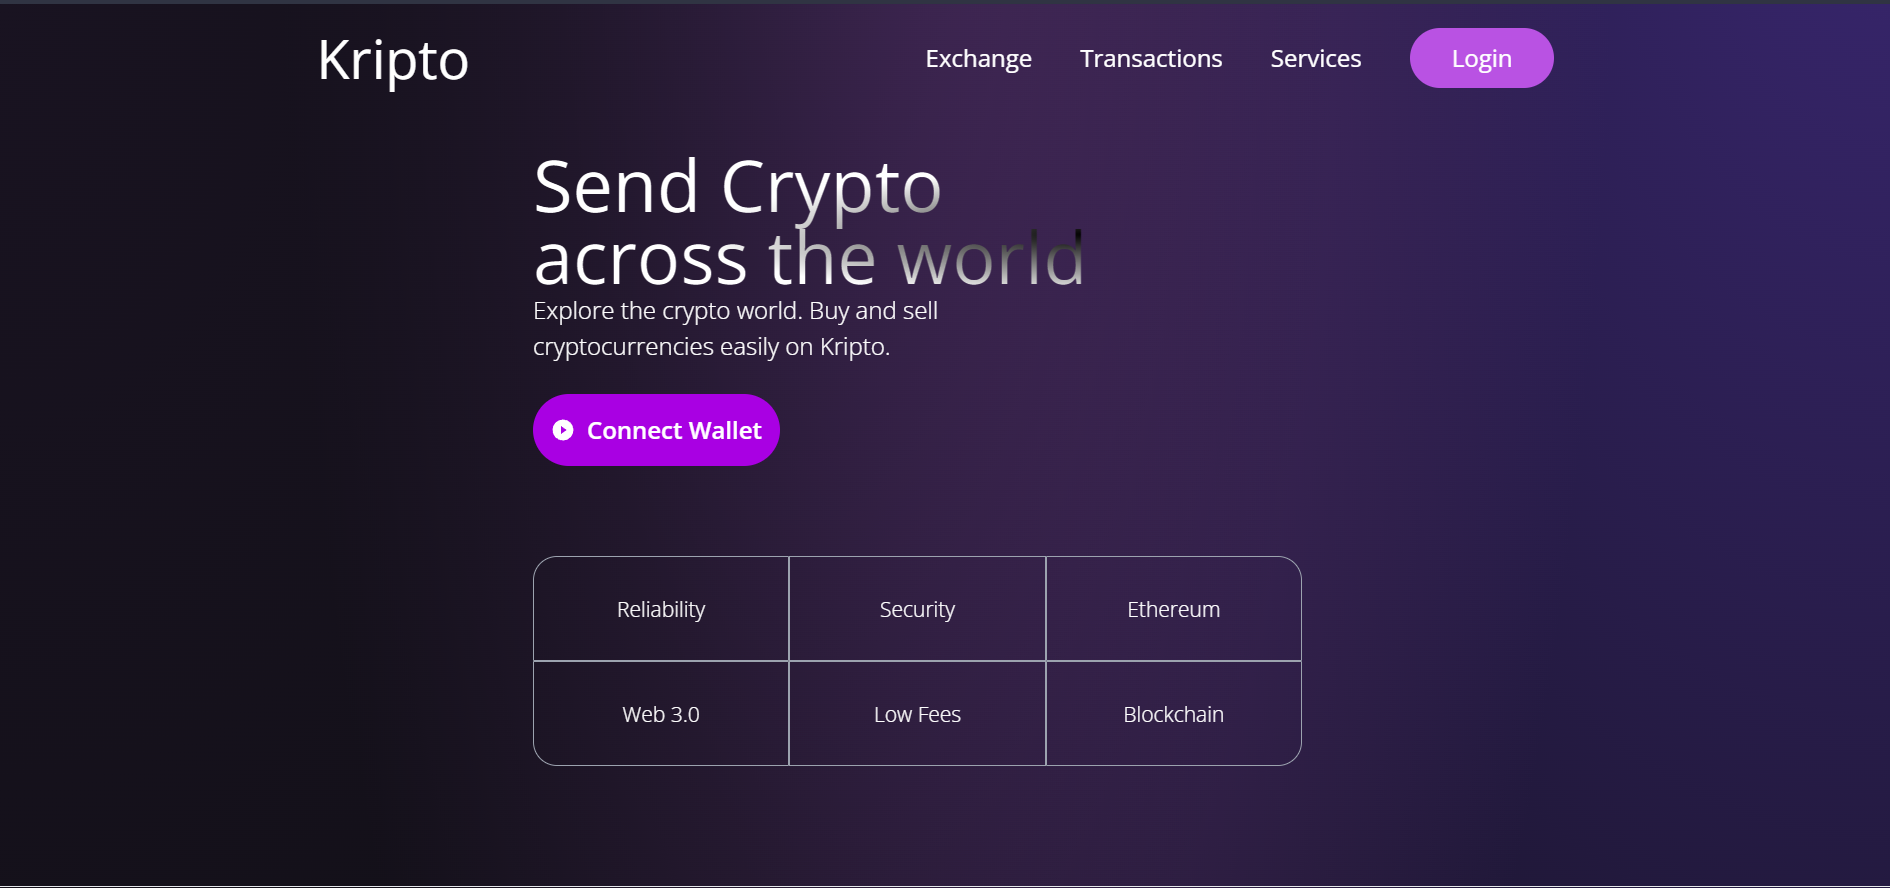 Kripto
Exchange
Transactions
Services
Login
Send Crypto
across the world
Explore the crypto world. Buy and sell
cryptocurrencies easily on Kripto.
Connect Wallet
Reliability
Security
Ethereum
Web 3.0
Low Fees
Blockchain